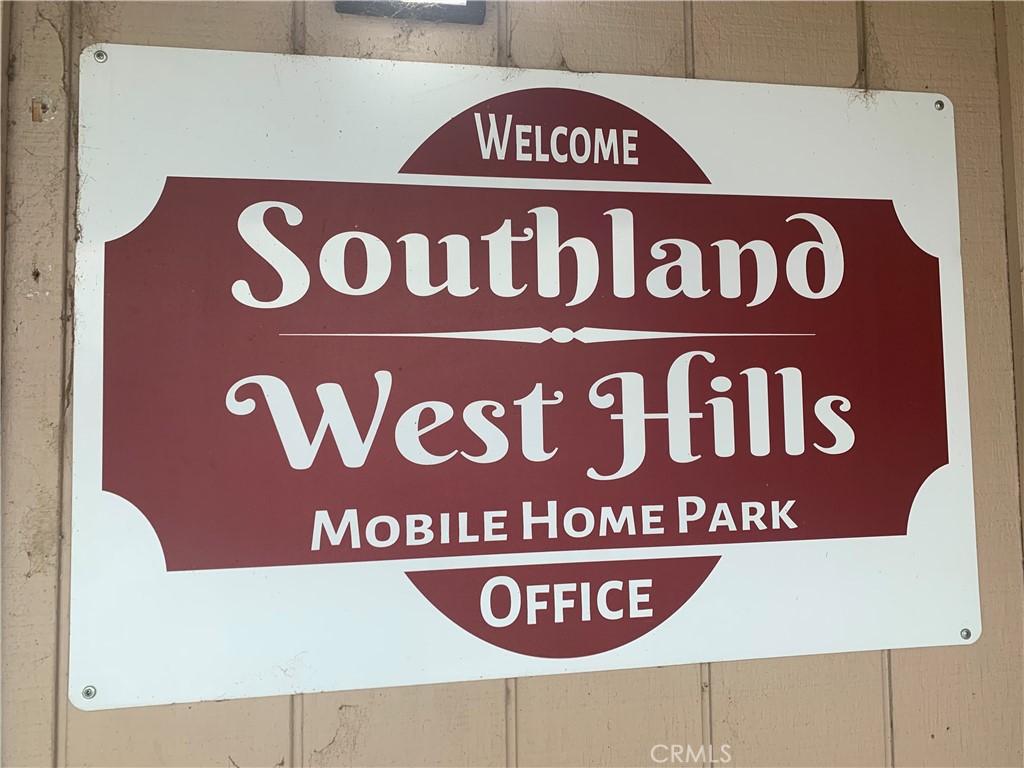 WELCOME
Southland
West Hills
MOBILE HOME PARK
OFFICE
CRMLS